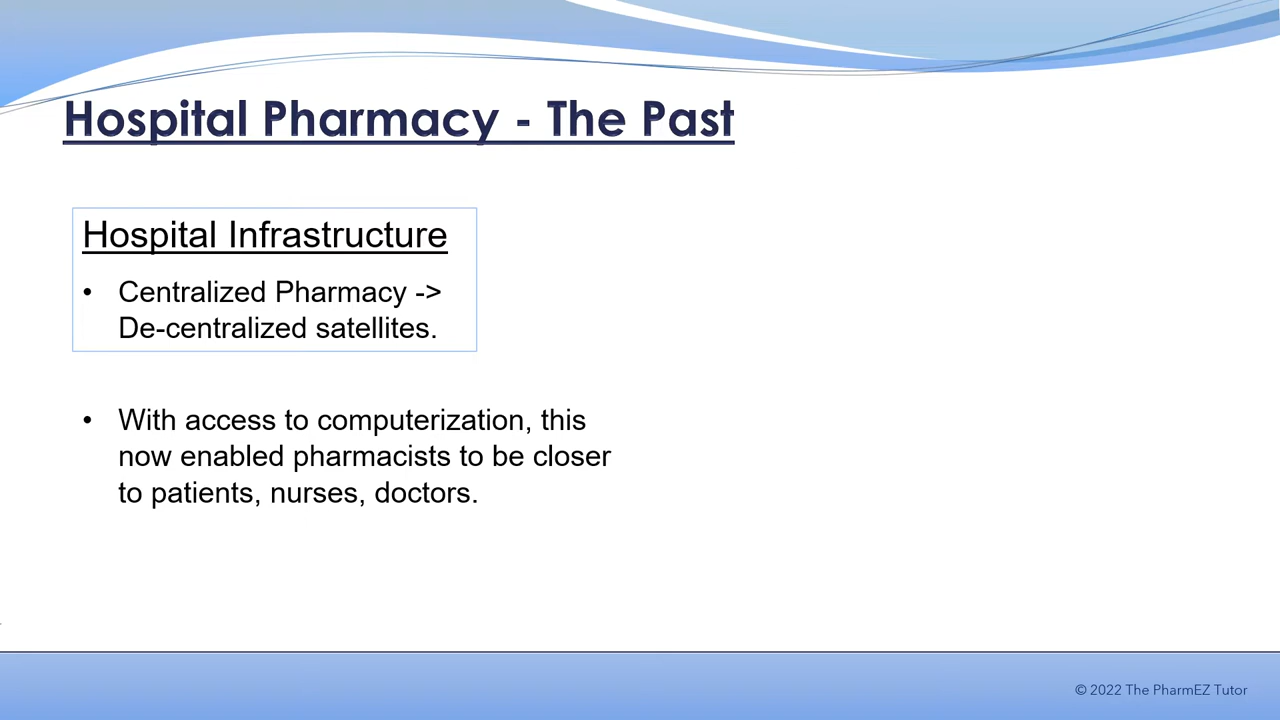 Hospital Pharmacy - The Past
Hospital Infrastructure
• Centralized Pharmacy ->
De-centralized satellites.
• With access to computerization, this
now enabled pharmacists to be closer
to patients, nurses, doctors.
© 2022 The PharmEZ Tutor